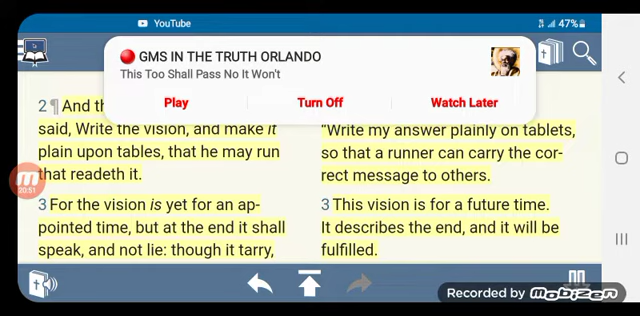 YouTube
47%
GMS IN THE TRUTH ORLANDO
This Too Shall Pass No It Won't
Play
Turn Off
Watch Later
2 ¶ And th
said, Write the vision, and make it
plain upon tables, that he may run
that readeth it.
3 For the vision is yet for an ap-
pointed time, but at the end it shall
speak, and not lie: though it tarry,
"Write my answer plainly on tablets,
so that a runner can carry the cor-
rect message to others.
3 This vision is for a future time.
It describes the end, and it will be
fulfilled.
20:51
Recorded by Mobizen